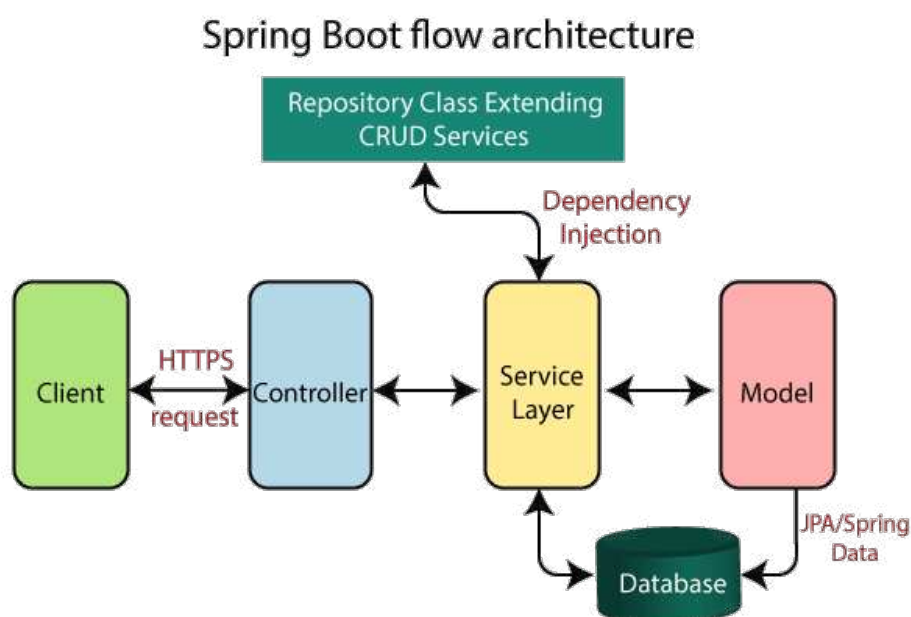 Spring Boot flow architecture
Repository Class Extending
CRUD Services
Dependency
Injection
Client
HTTPS
request
Controller
Service
Layer
Model
JPA/Spring
Data
Database